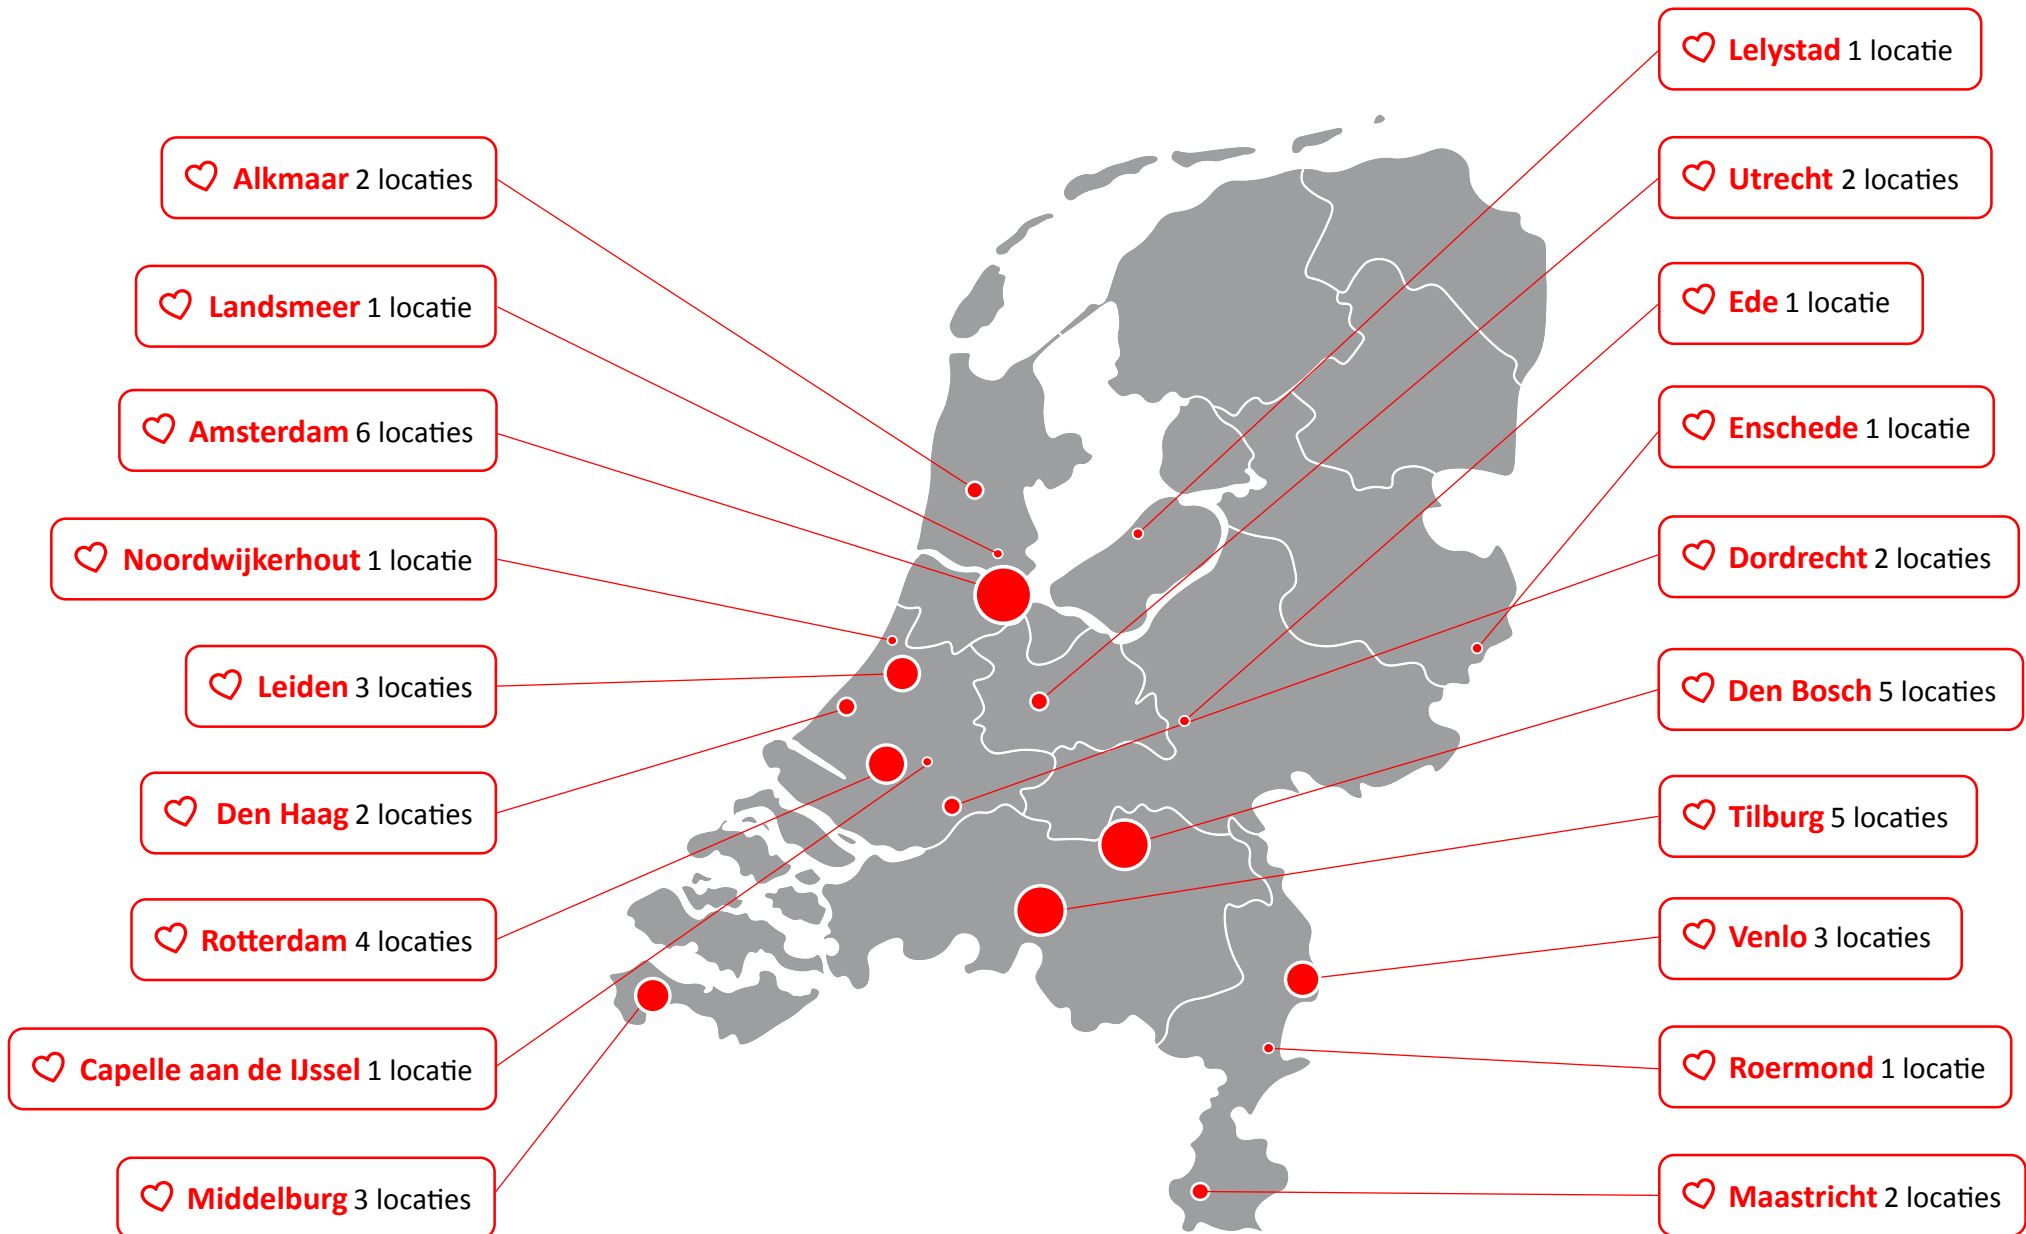 Alkmaar 2 locaties
Landsmeer 1 locatie
Amsterdam 6 locaties
Noordwijkerhout 1 locatie
Leiden 3 locaties
Den Haag 2 locaties
Rotterdam 4 locaties
Capelle aan de IJssel 1 locatie
Middelburg 3 locaties
Lelystad 1 locatie
Utrecht 2 locaties
Ede 1 locatie
Enschede 1 locatie
Dordrecht 2 locaties
Den Bosch 5 locaties
Tilburg 5 locaties
Venlo 3 locaties
Roermond 1 locatie
Maastricht 2 locaties